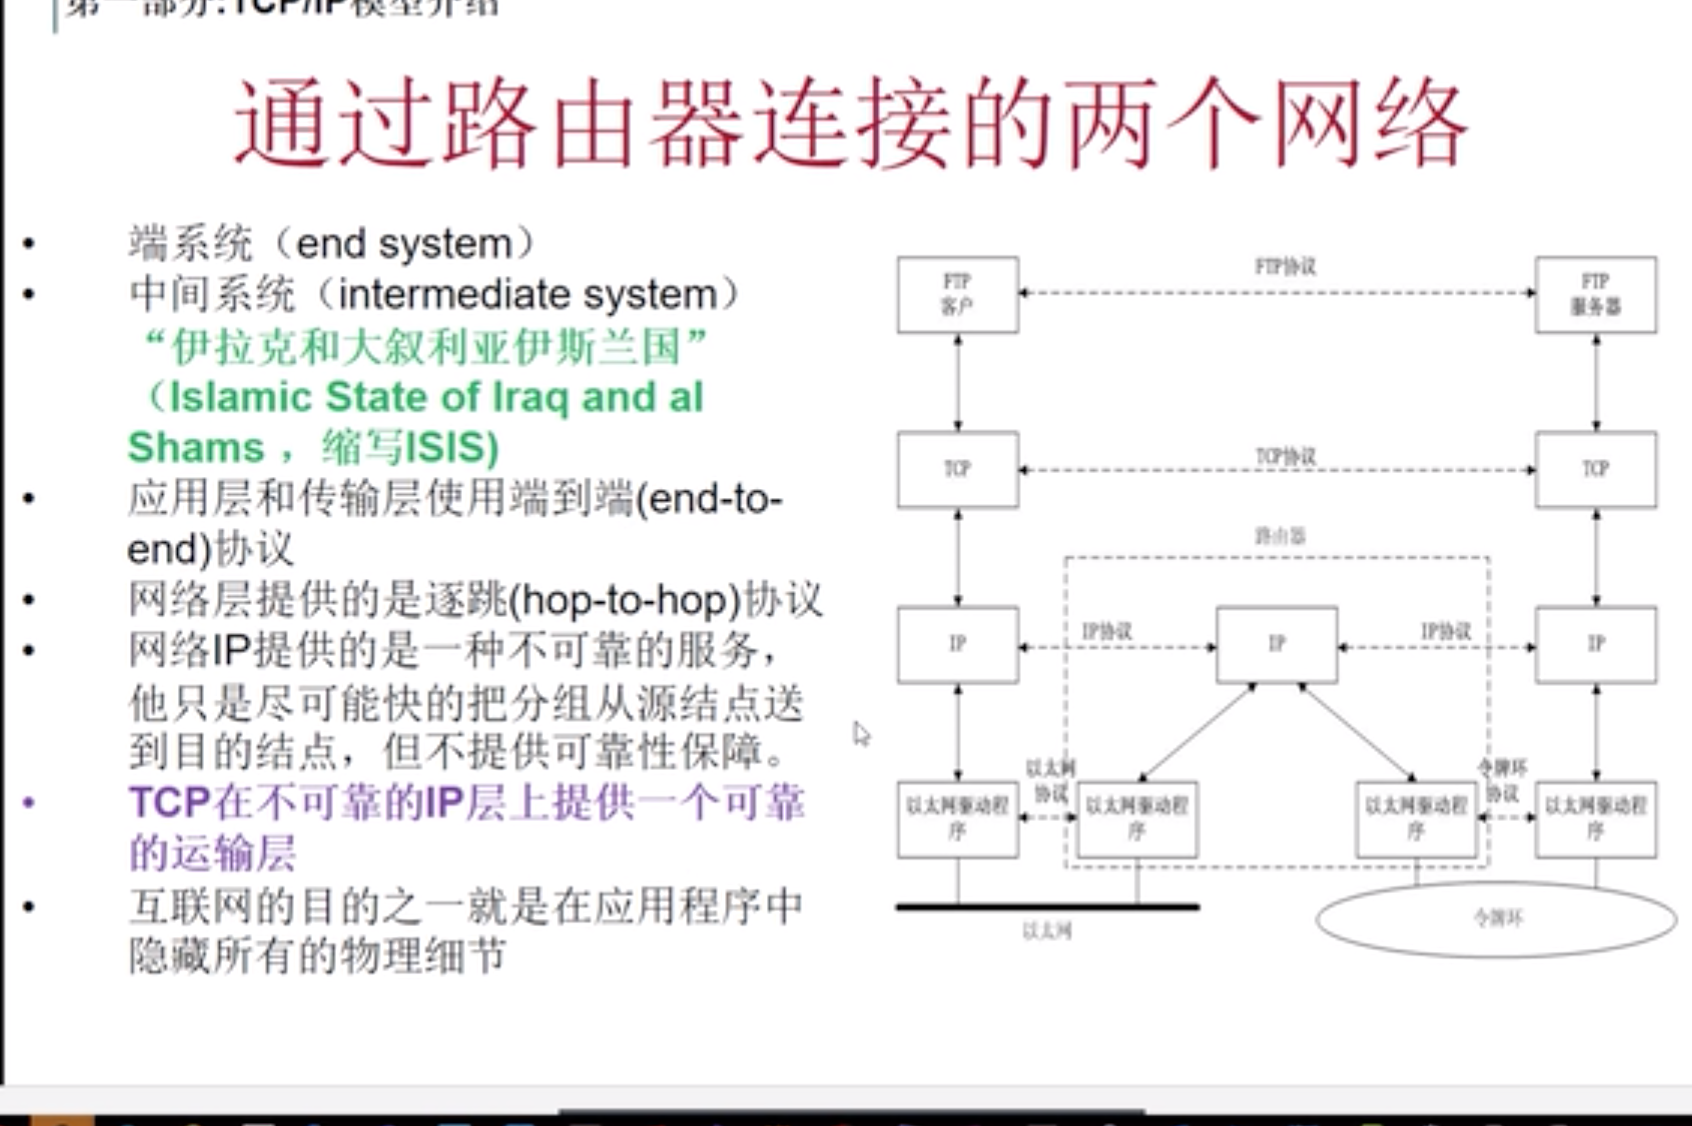 第一部分:TCP/IP模型介绍
通过路由器连接的两个网络
• 端系统（end system）
• 中间系统（intermediate system）
“伊拉克和大叙利亚伊斯兰国”
（Islamic State of Iraq and al
Shams ，缩写ISIS)
• 应用层和传输层使用端到端(end-to-
end)协议
• 网络层提供的是逐跳(hop-to-hop)协议
• 网络IP提供的是一种不可靠的服务，
他只是尽可能快的把分组从源结点送
到目的结点，但不提供可靠性保障。
• TCP在不可靠的IP层上提供一个可靠
的运输层
• 互联网的目的之一就是在应用程序中
隐藏所有的物理细节
FTP
客户
FTP协议
FTP
服务器
TCP
TCP协议
TCP
路由器
IP
IP协议
IP
IP协议
IP
以太网
协议
令牌环
协议
以太网驱动程
序
以太网驱动程
序
以太网驱动程
序
以太网驱动程
序
以太网
令牌环